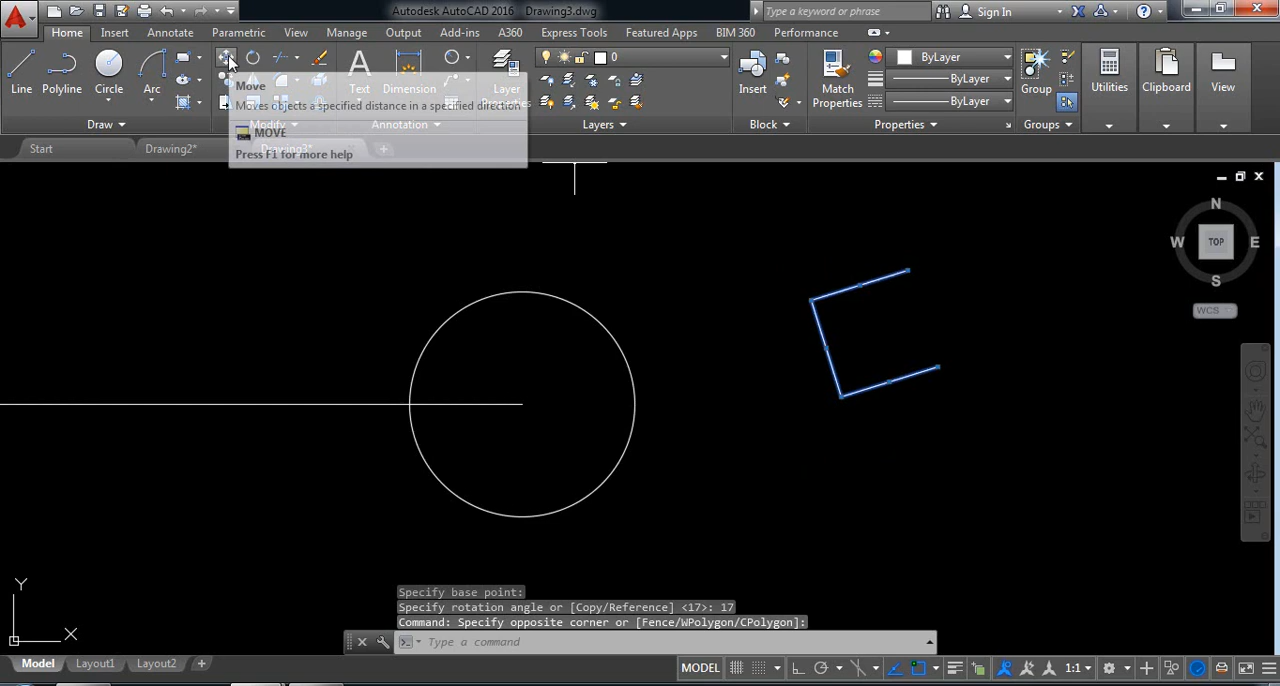 Autodesk AutoCAD 2016 Drawing3.dwg
Type a keyword or phrase
Sign In
Home Insert Annotate Parametric View Manage Output Add-ins A360 Express Tools Featured Apps BIM 360 Performance
Line Polyline Circle Arc
Text Dimension
Layer
Properties
0
Insert
Match
Properties
ByLayer
ByLayer
ByLayer
Group
Utilities Clipboard View
Draw Modify Annotation Layers Block Properties Groups
Move
Moves objects a specified distance in a specified direction
MOVE
Press F1 for more help
Start Drawing2* Drawing3*
N
W TOP E
S
WCS
Y
X
Specify base point:
Specify rotation angle or [Copy/Reference] <17>: 17
Command: Specify opposite corner or [Fence/WPolygon/CPolygon]:
Type a command
Model Layout1 Layout2 +
MODEL 1:1